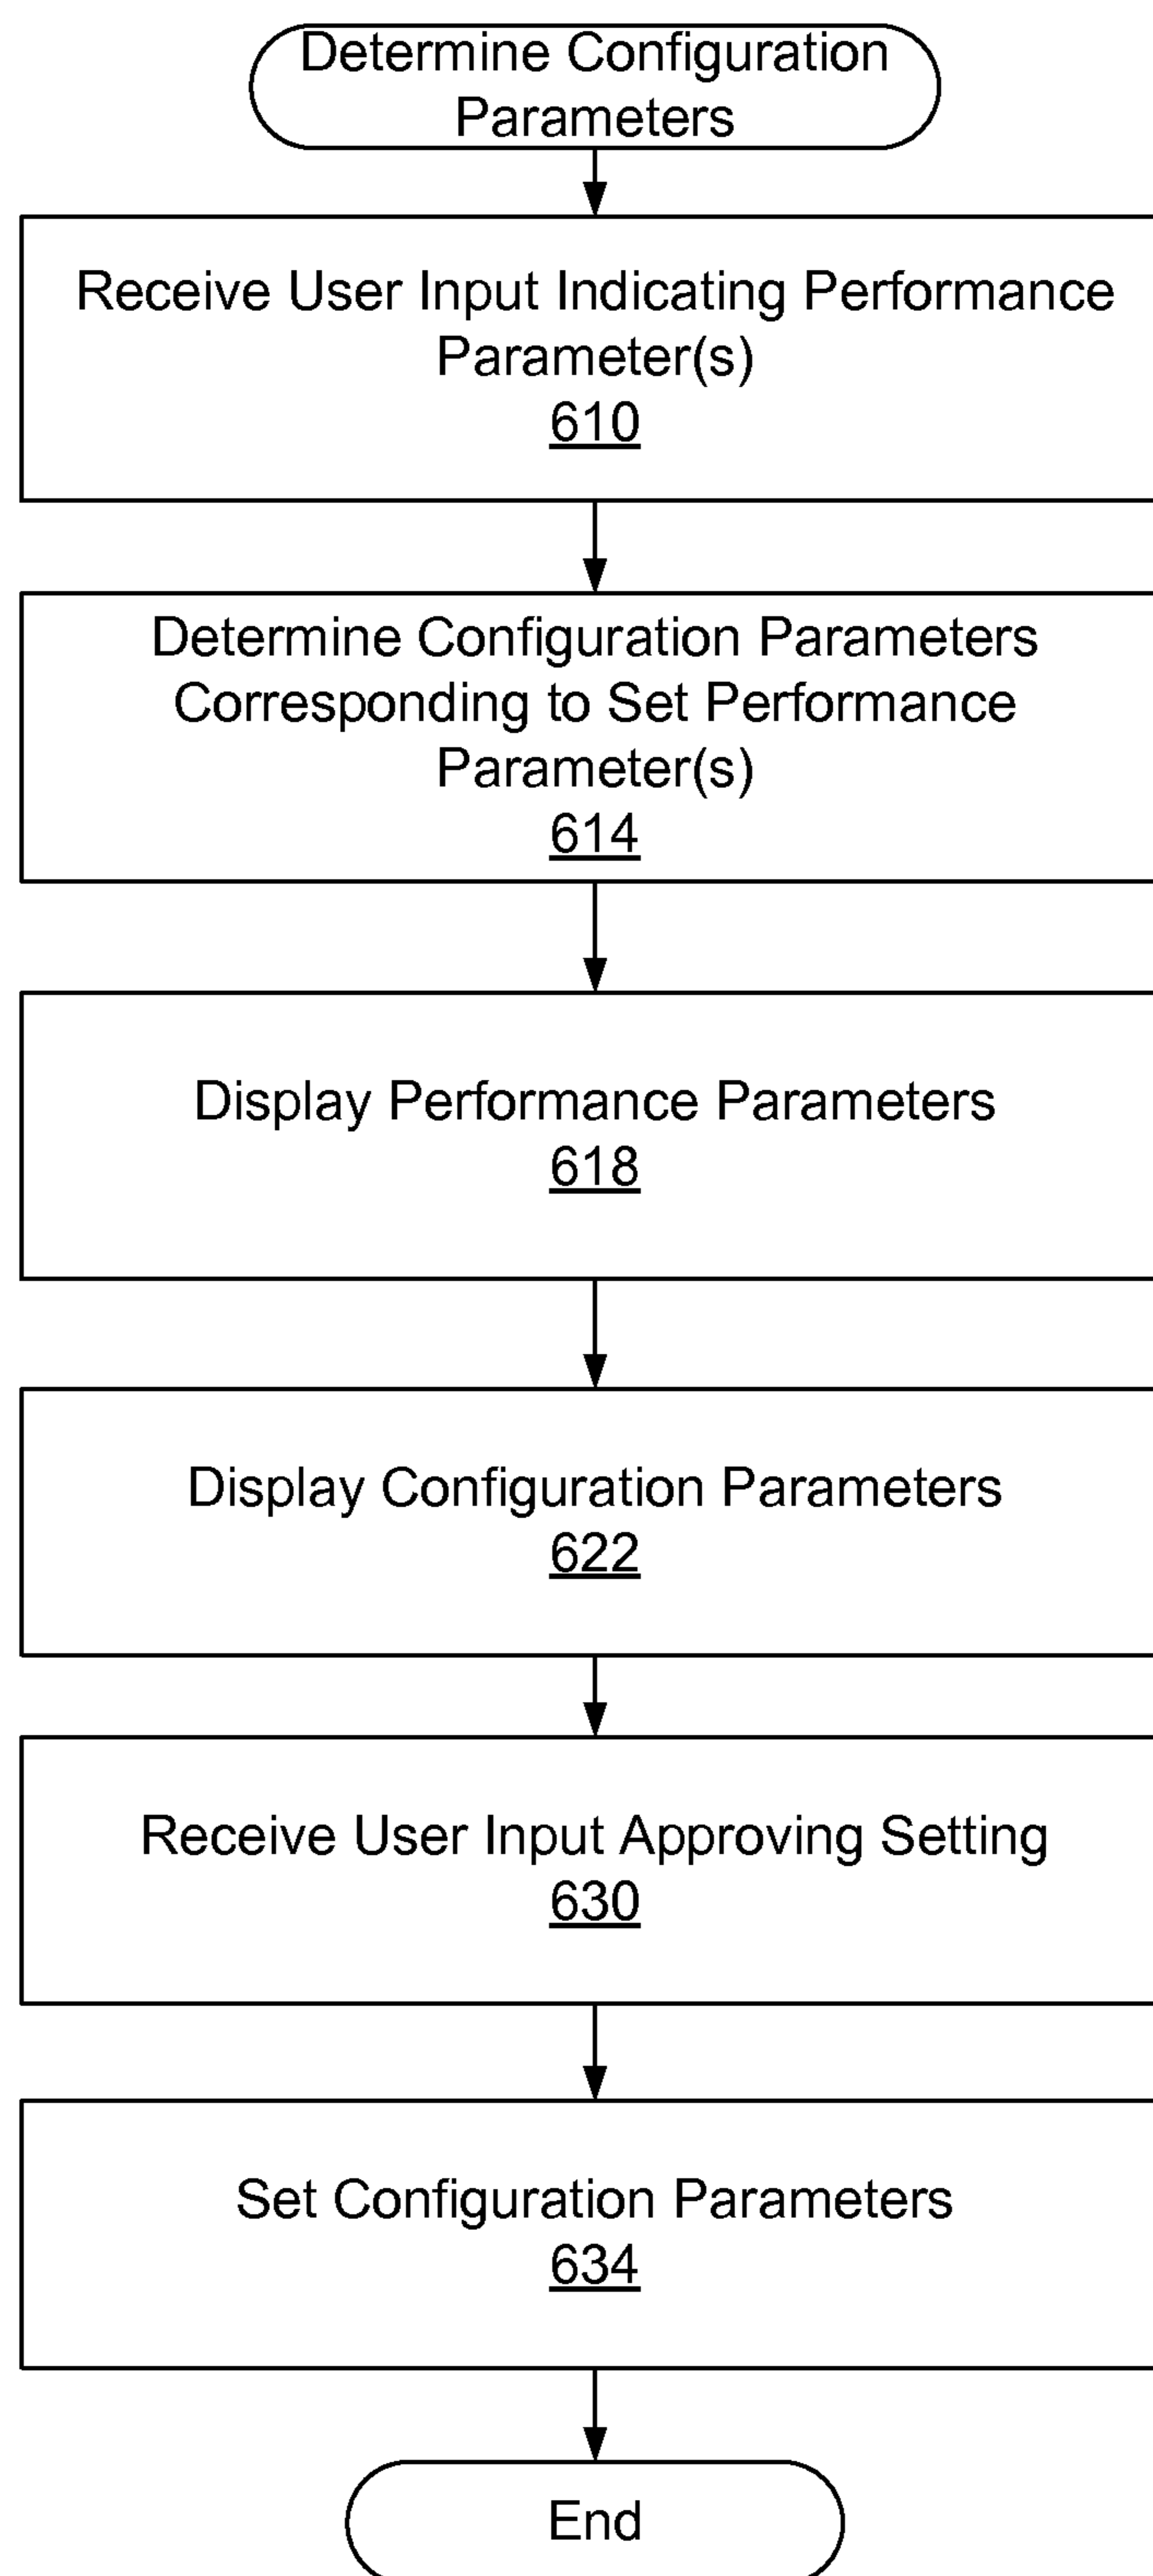 Determine Configuration
Parameters
Receive User Input Indicating Performance
Parameter(s)
610
Determine Configuration Parameters
Corresponding to Set Performance
Parameter(s)
614
Display Performance Parameters
618
Display Configuration Parameters
622
Receive User Input Approving Setting
630
Set Configuration Parameters
634
End